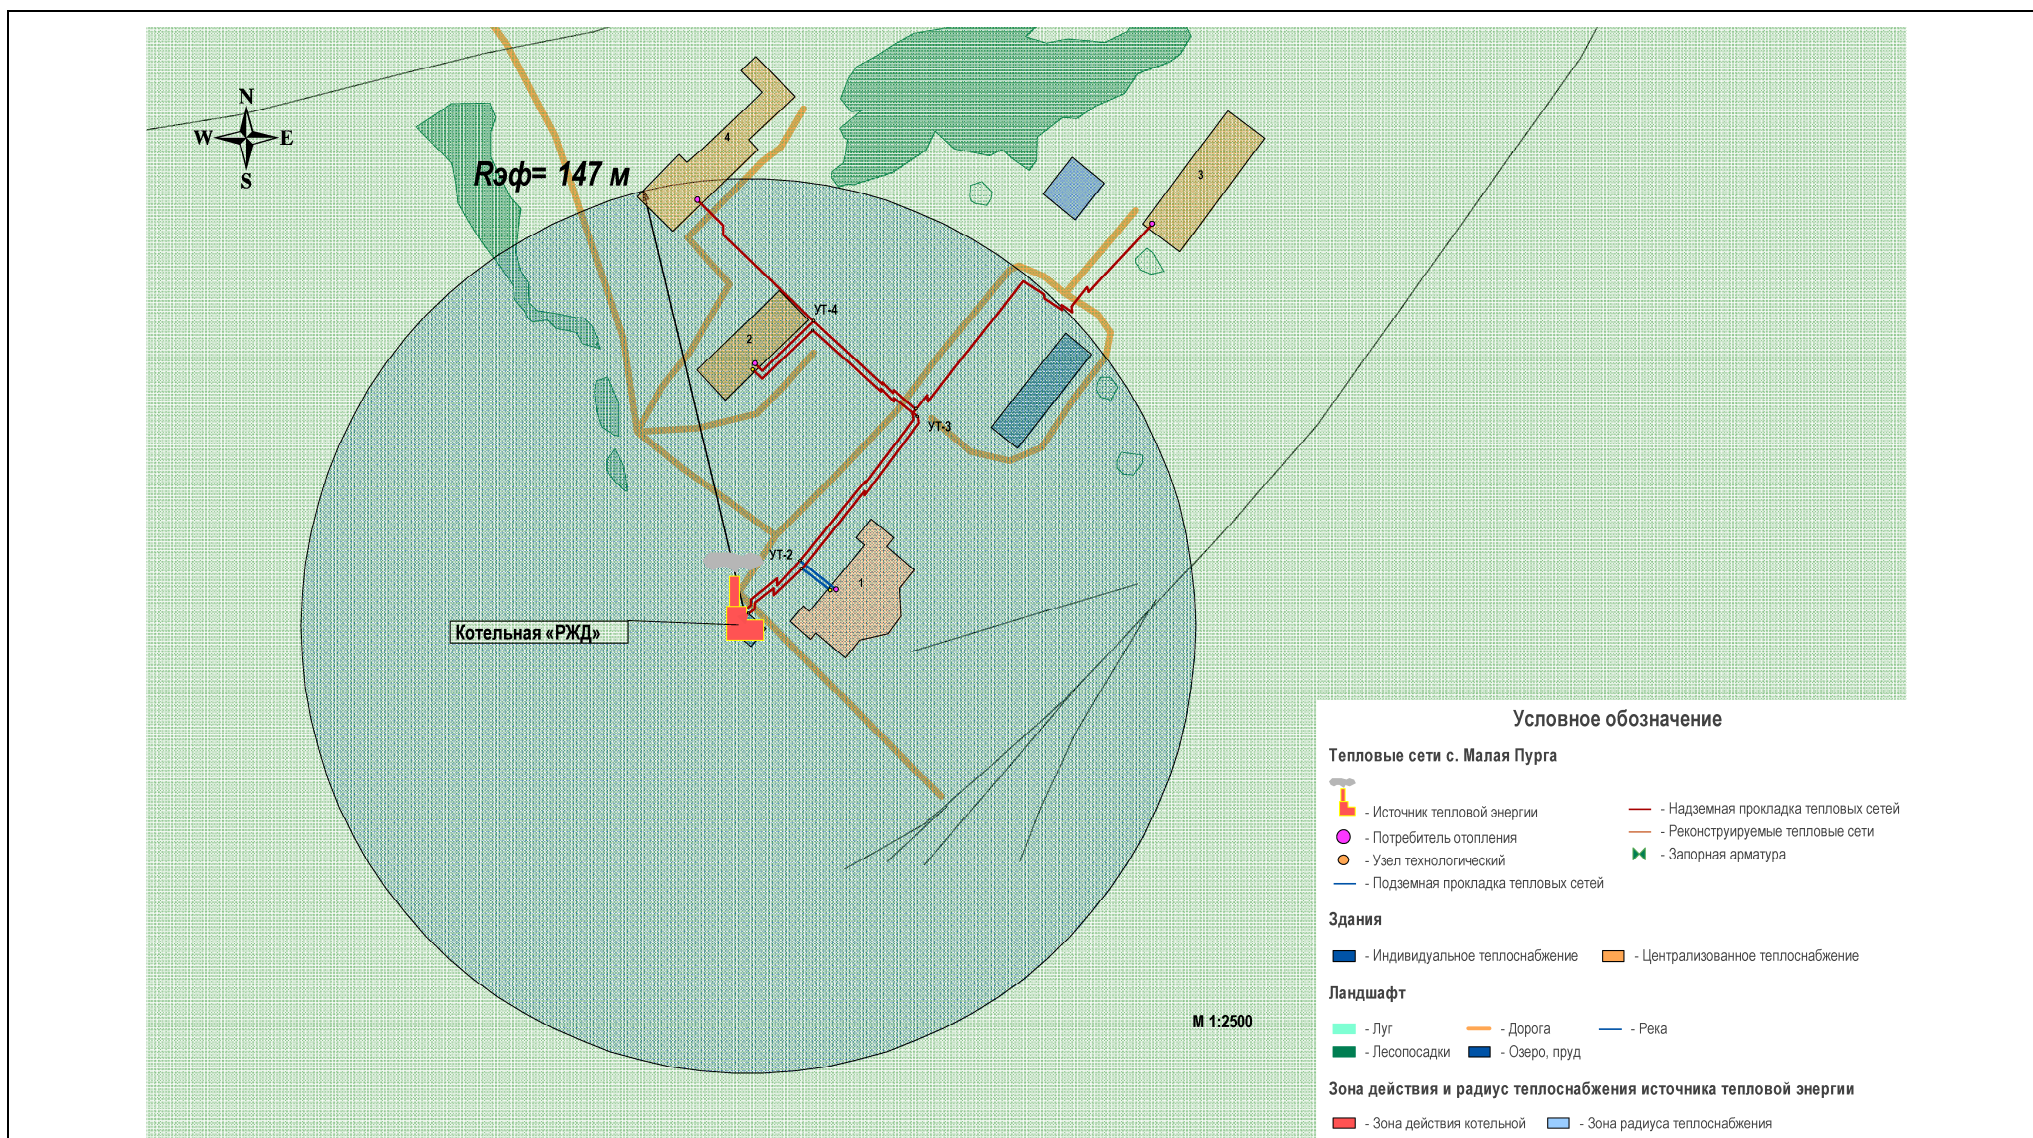 N
W E
S
Rэф= 147 м
4
3
2
УТ-4
УТ-3
УТ-2
1
Котельная «РЖД»
М 1:2500
Условное обозначение
Тепловые сети с. Малая Пурга
- Источник тепловой энергии
- Надземная прокладка тепловых сетей
- Потребитель отопления
- Реконструируемые тепловые сети
- Узел технологический
- Запорная арматура
- Подземная прокладка тепловых сетей
Здания
- Индивидуальное теплоснабжение - Централизованное теплоснабжение
Ландшафт
- Луг - Дорога - Река
- Лесопосадки - Озеро, пруд
Зона действия и радиус теплоснабжения источника тепловой энергии
- Зона действия котельной - Зона радиуса теплоснабжения